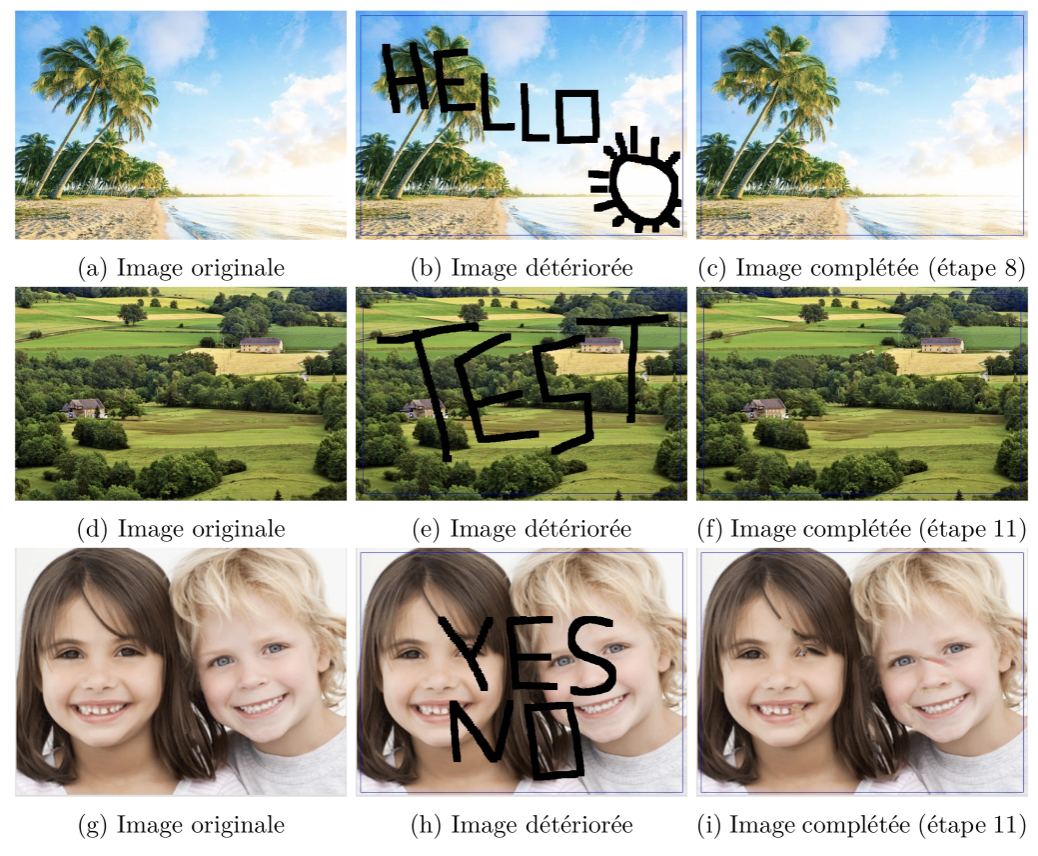 HELLO
(a) Image originale
(b) Image détériorée
(c) Image complétée (étape 8)
TEST
(d) Image originale
(e) Image détériorée
(f) Image complétée (étape 11)
YES
NO
(g) Image originale
(h) Image détériorée
(i) Image complétée (étape 11)